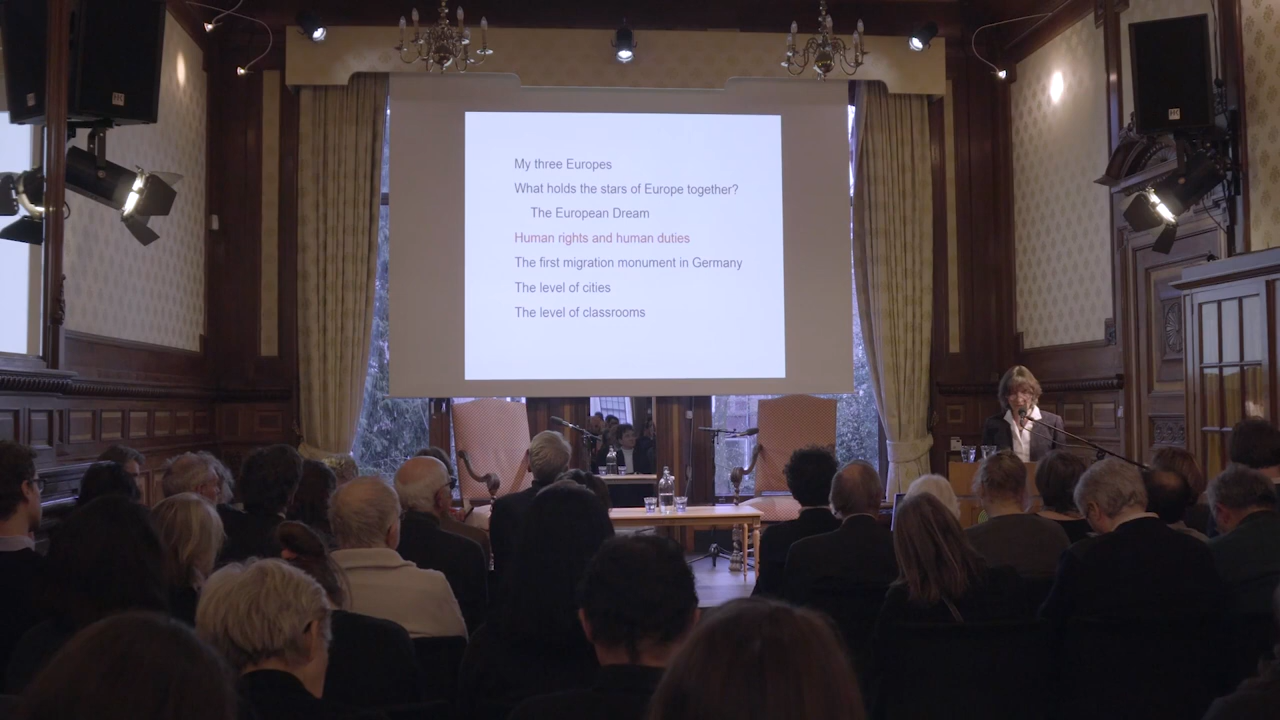 My three Europes
What holds the stars of Europe together?
The European Dream
Human rights and human duties
The first migration monument in Germany
The level of cities
The level of classrooms